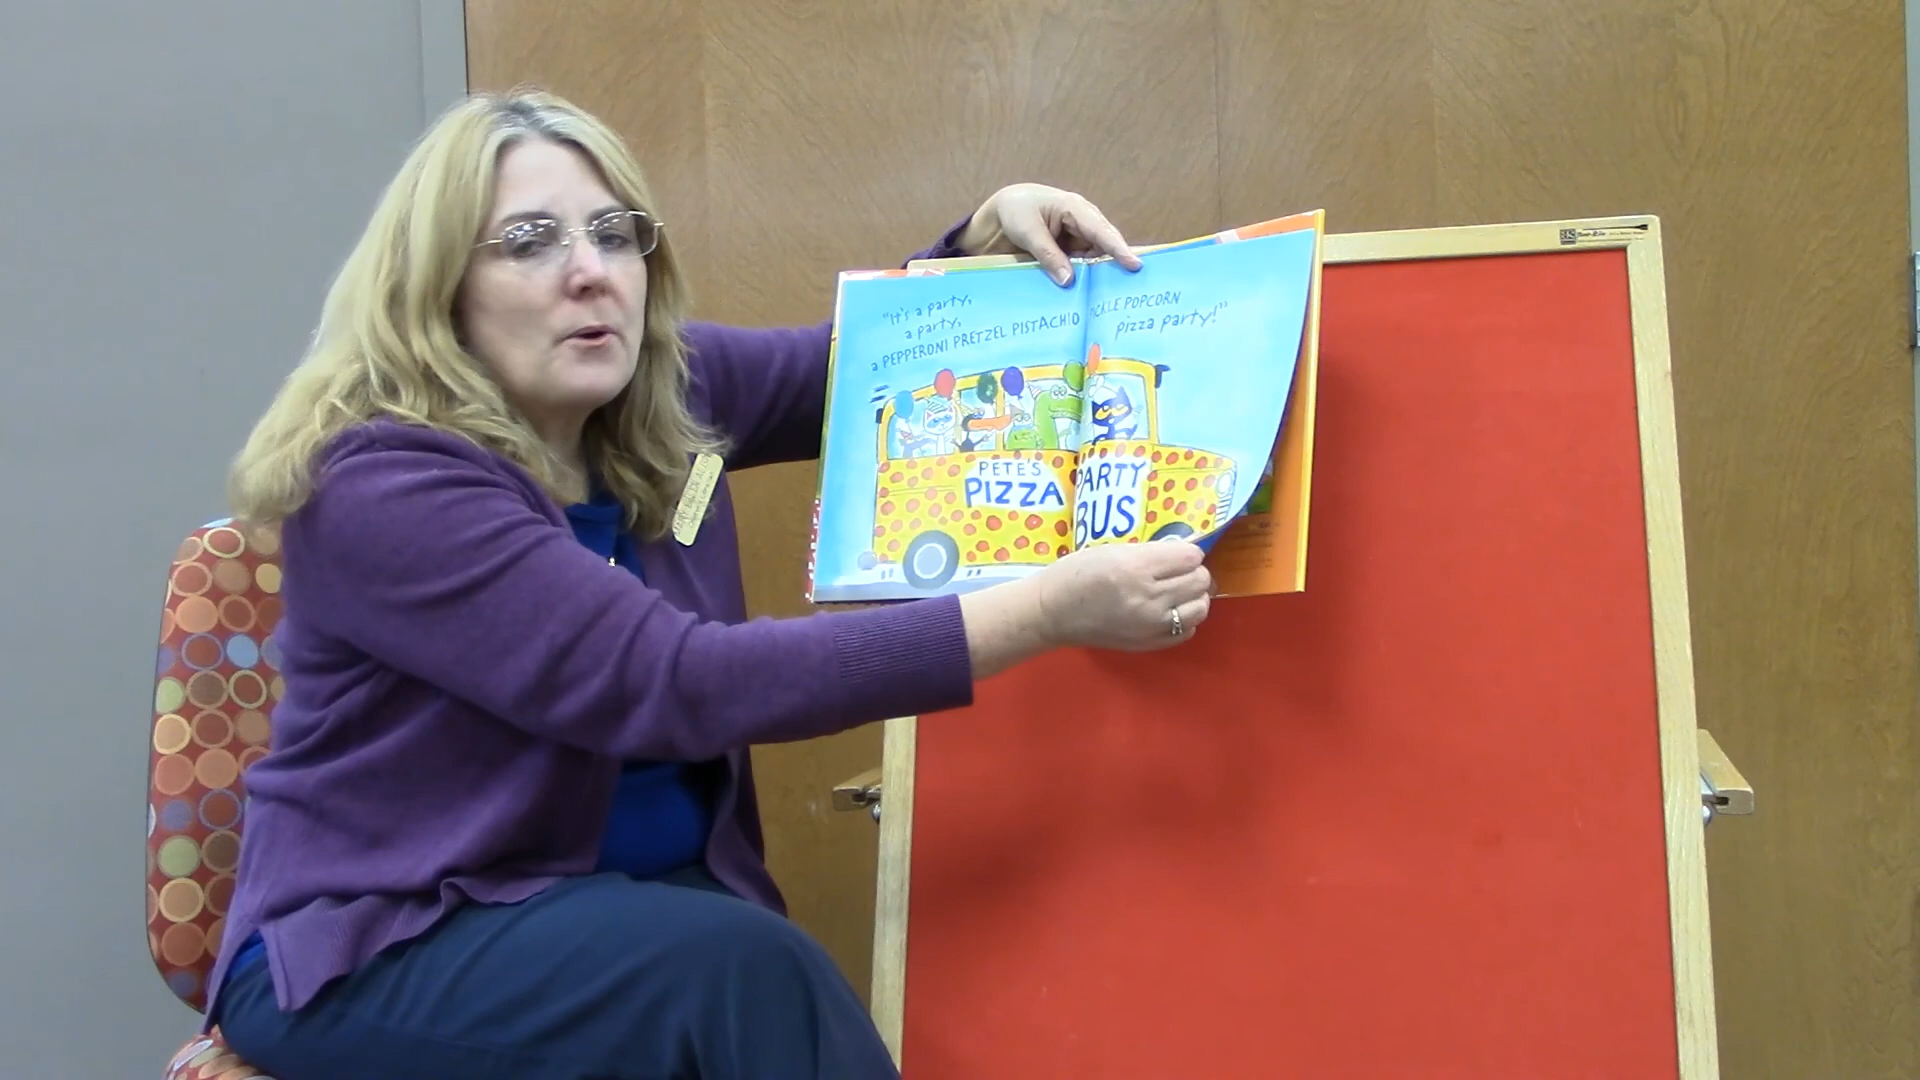 "It's a party,
a party,
a PEPPERONI PRETZEL PISTACHIO PICKLE POPCORN
pizza party!"
PETE'S PARTY
PIZZA BUS